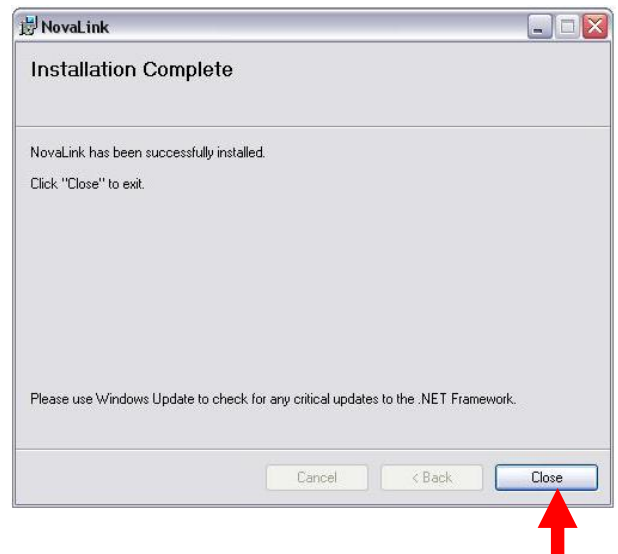 NovaLink
Installation Complete
NovaLink has been successfully installed.
Click "Close" to exit.
Please use Windows Update to check for any critical updates to the .NET Framework.
Cancel < Back Close